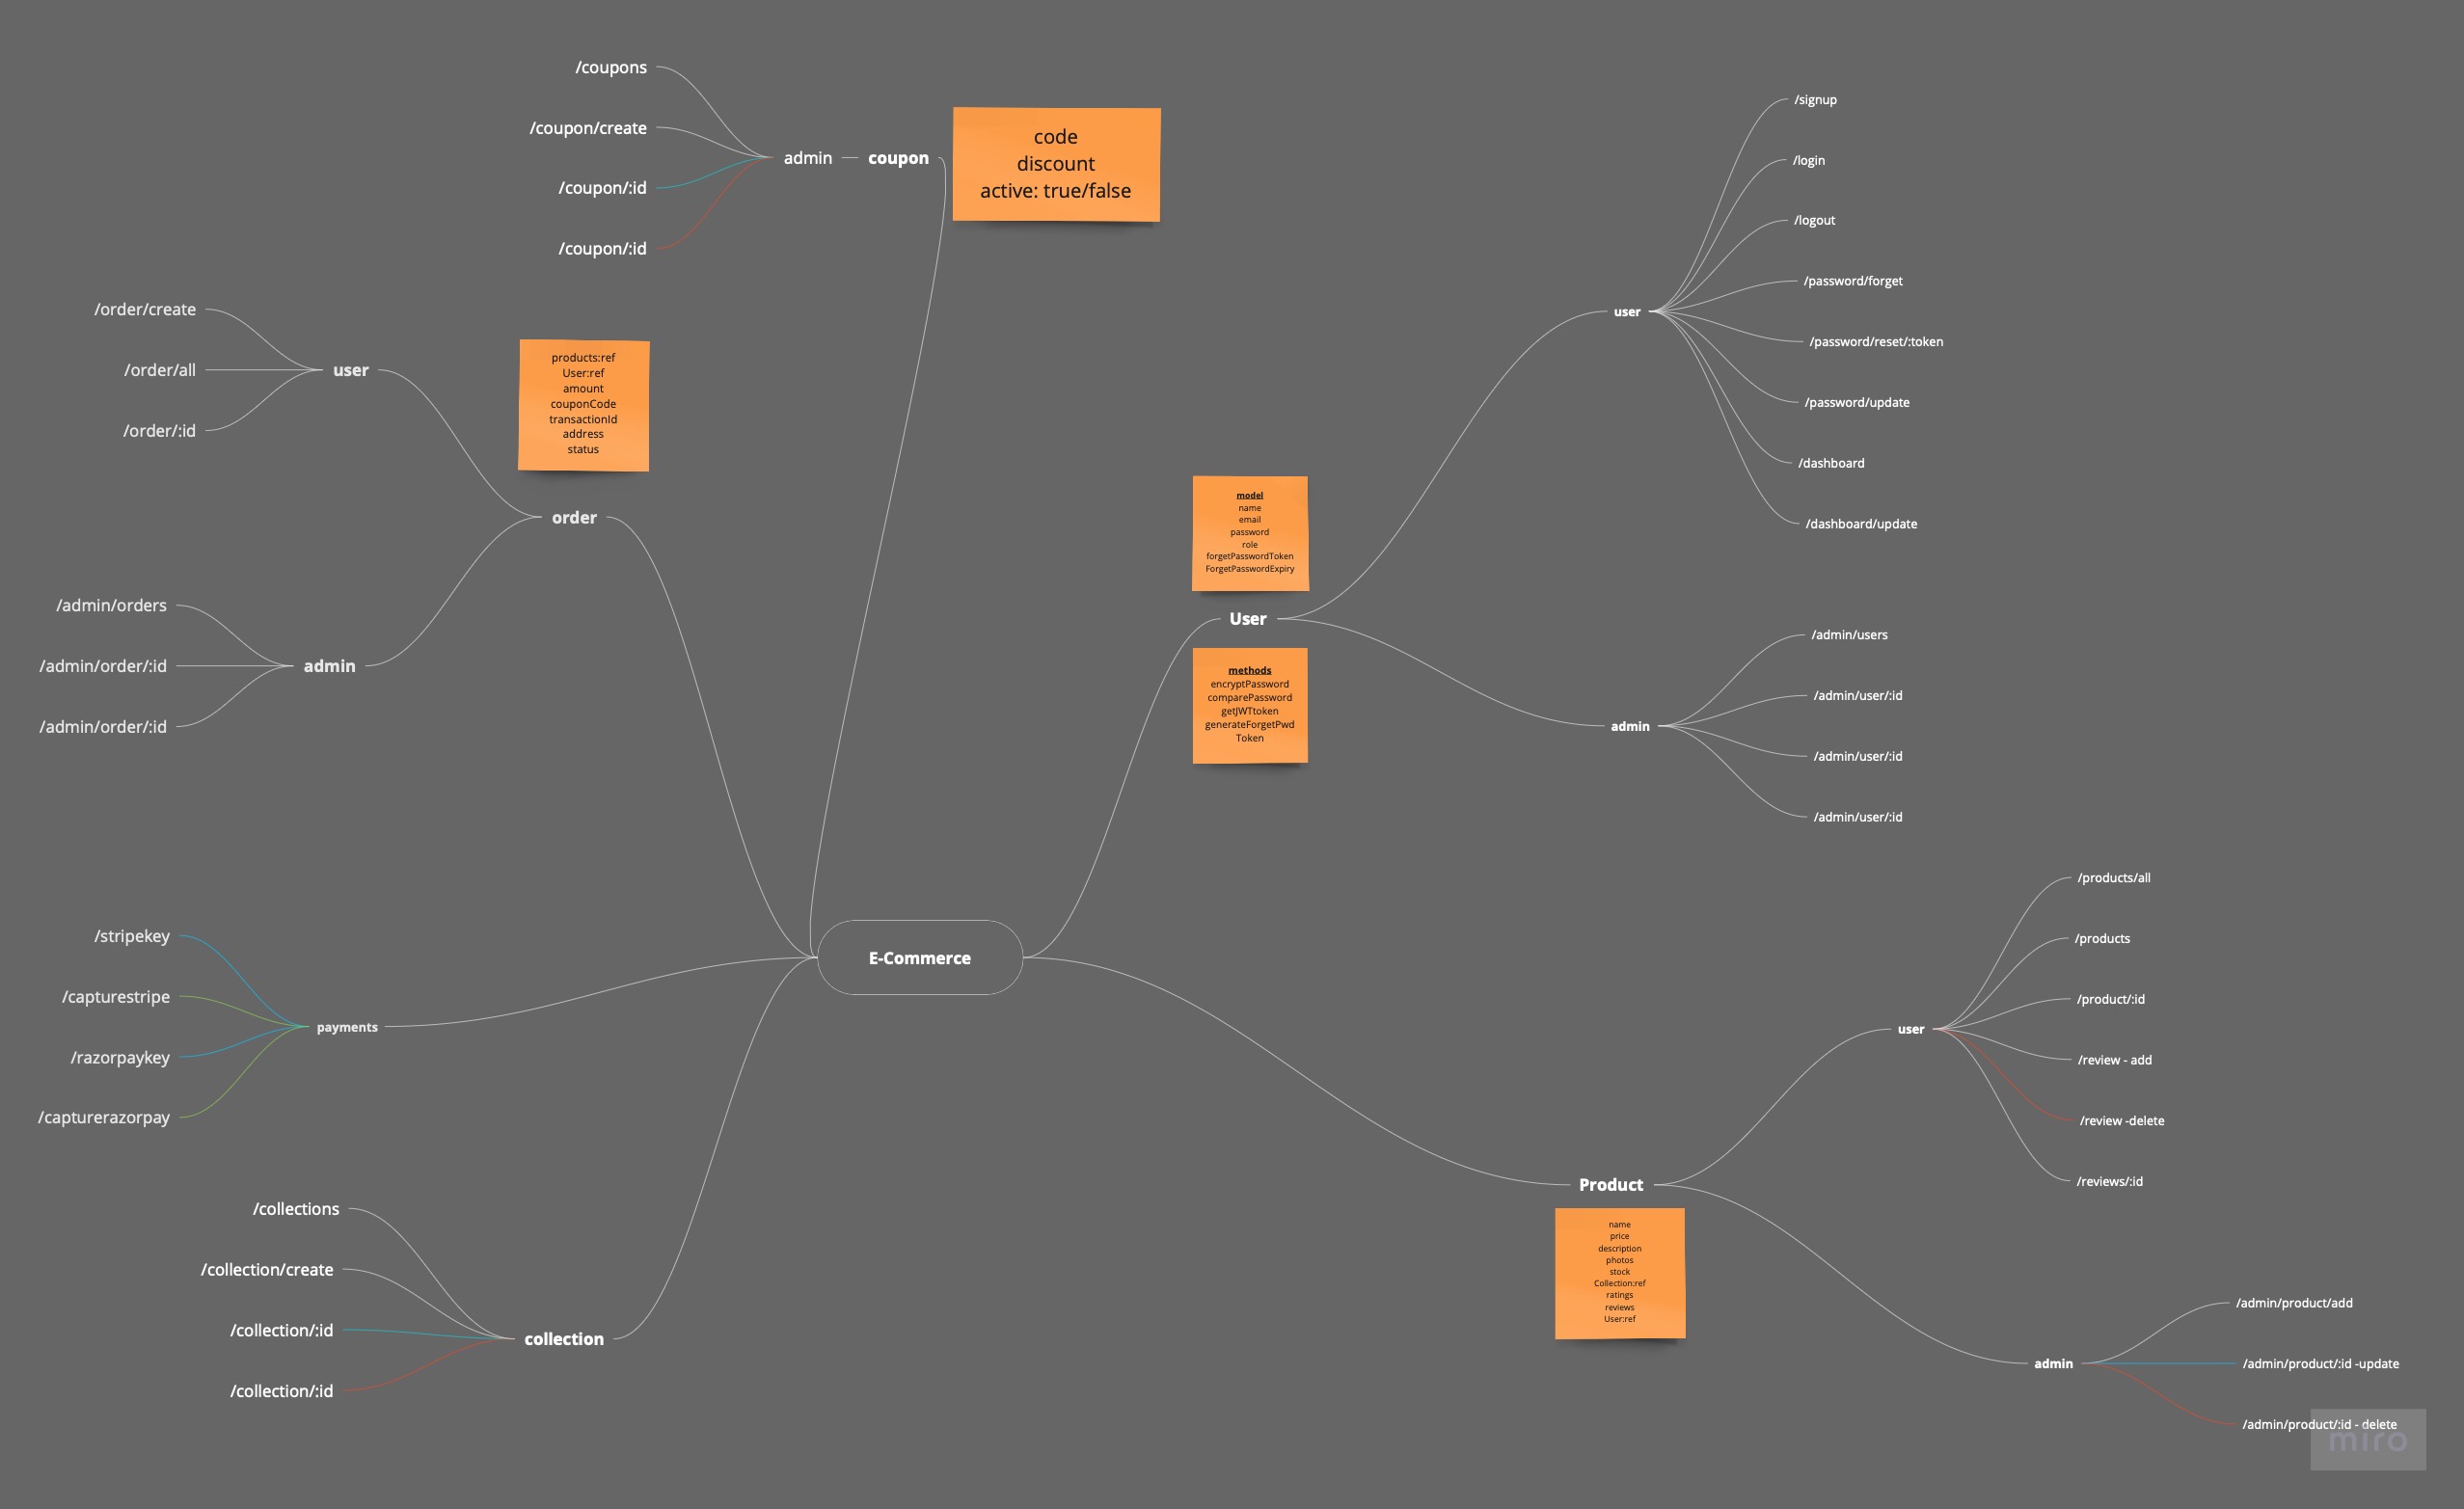 /coupons
/coupon/create
/coupon/:id
/coupon/:id
admin
coupon
code
discount
active: true/false
/order/create
/order/all
/order/:id
user
products:ref
User:ref
amount
couponCode
transactionId
address
status
order
/admin/orders
/admin/order/:id
/admin/order/:id
admin
/stripekey
/capturestripe
/razorpaykey
/capturerazorpay
payments
/collections
/collection/create
/collection/:id
/collection/:id
collection
E-Commerce
model
name
email
password
role
forgetPasswordToken
ForgetPasswordExpiry
User
methods
encryptPassword
comparePassword
getJWTtoken
generateForgetPwd
Token
user
/signup
/login
/logout
/password/forget
/password/reset/:token
/password/update
/dashboard
/dashboard/update
admin
/admin/users
/admin/user/:id
/admin/user/:id
/admin/user/:id
Product
name
price
description
photos
stock
Collection:ref
ratings
reviews
User:ref
user
/products/all
/products
/product/:id
/review - add
/review -delete
/reviews/:id
admin
/admin/product/add
/admin/product/:id -update
/admin/product/:id - delete
miro